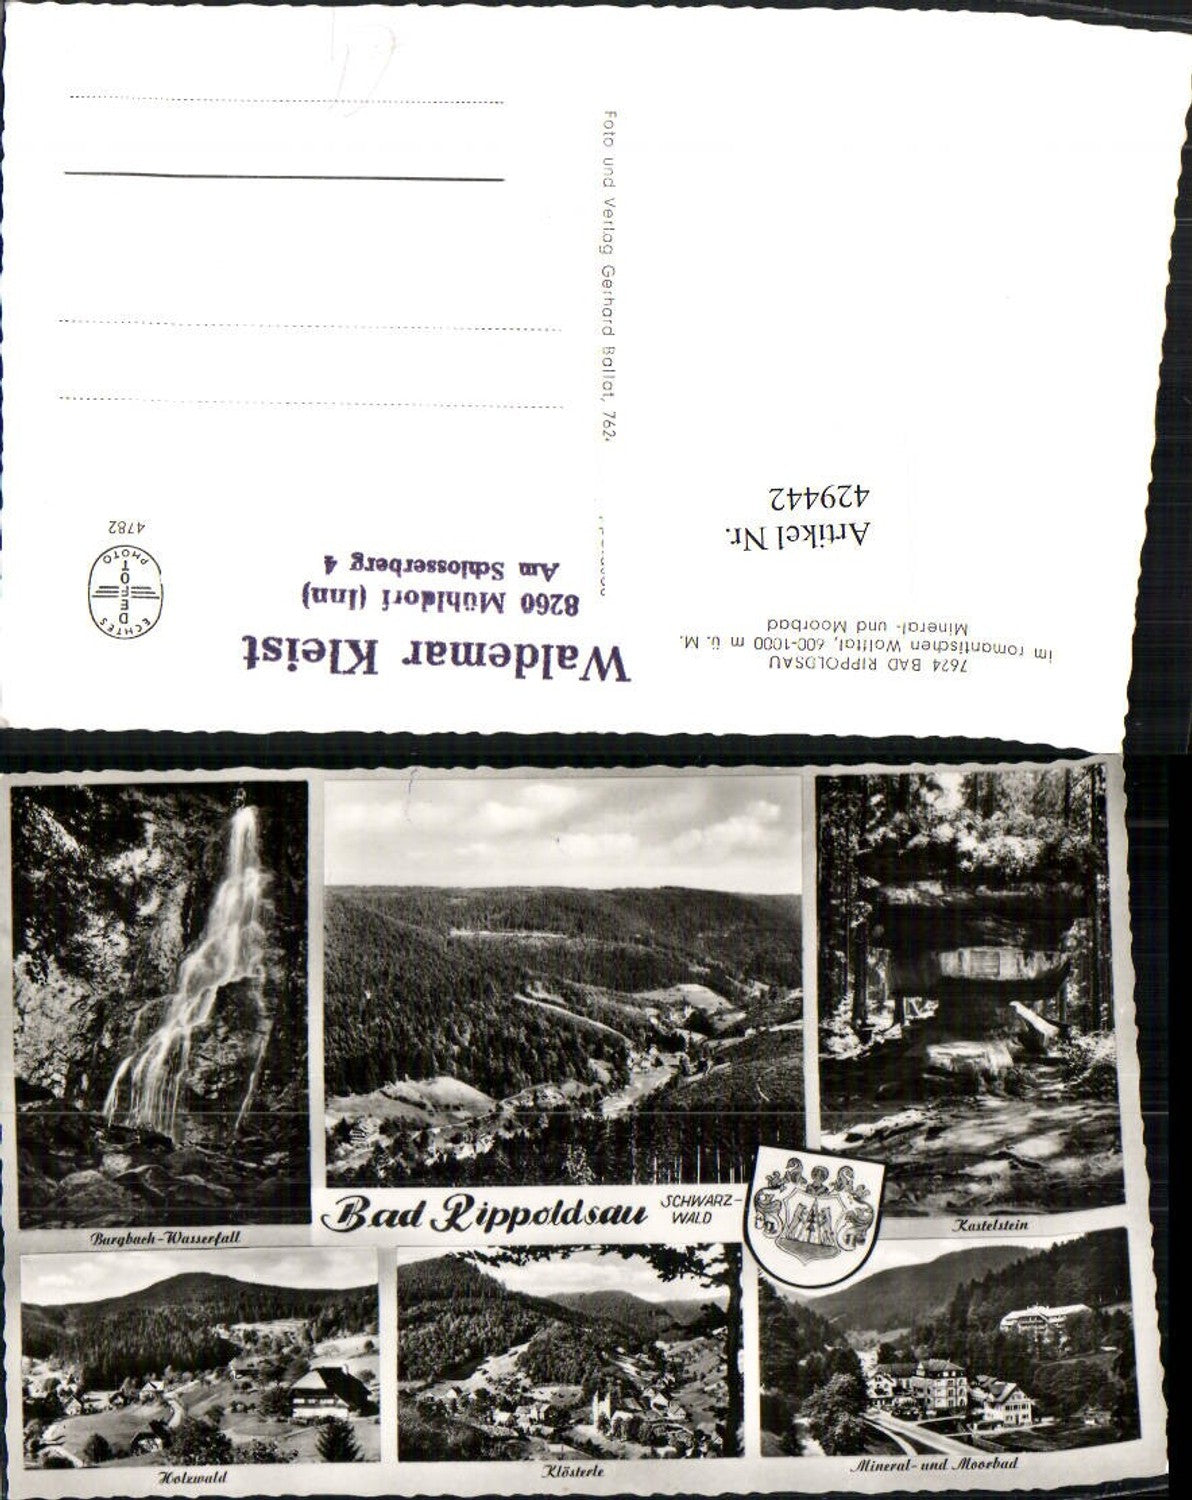 7624 BAD RIPPOLDSAU
im romantischen Wolftal, 600-1000 m ü. M.
Mineral- und Moorbad
Artikel Nr.
429442
Foto und Verlag Gerhard Ballat, 762
Waldemar Kleist
8260 Mühldorf (Inn)
Am Schlosserberg 4
ECHTES
DEFOT
PHOTO
4782
Burgbach-Wasserfall
Bad Rippoldsau
SCHWARZ-
WALD
Kastelstein
Holzwald
Klösterle
Mineral- und Moorbad